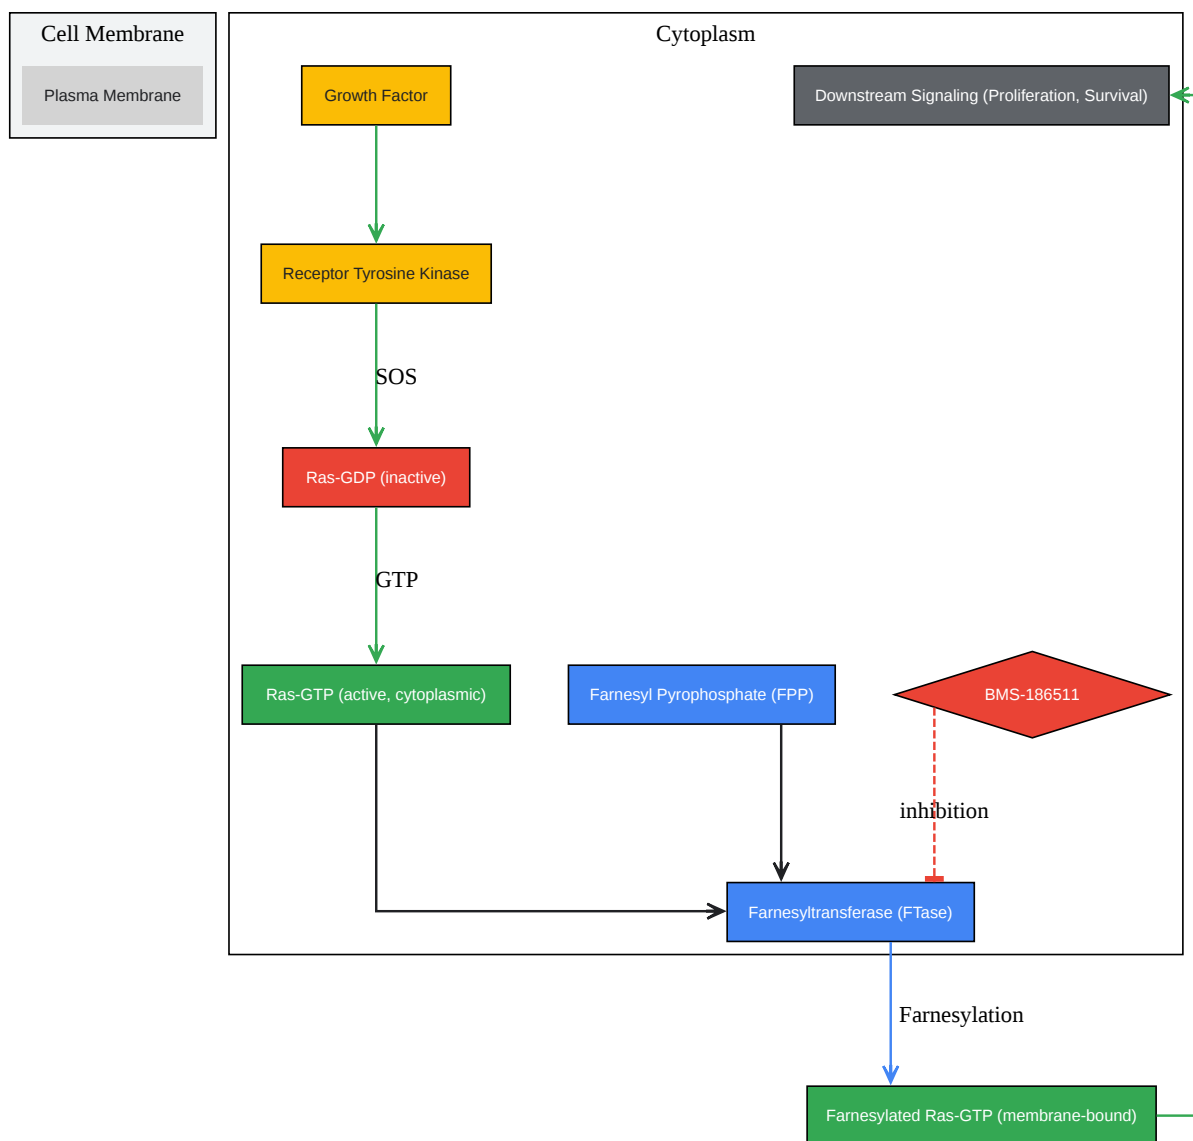 Cell Membrane
Plasma Membrane
Cytoplasm
Growth Factor
Downstream Signaling (Proliferation, Survival)
Receptor Tyrosine Kinase
SOS
Ras-GDP (inactive)
GTP
Ras-GTP (active, cytoplasmic)
Farnesyl Pyrophosphate (FPP)
BMS-186511
inhibition
Farnesyltransferase (FTase)
Farnesylation
Farnesylated Ras-GTP (membrane-bound)